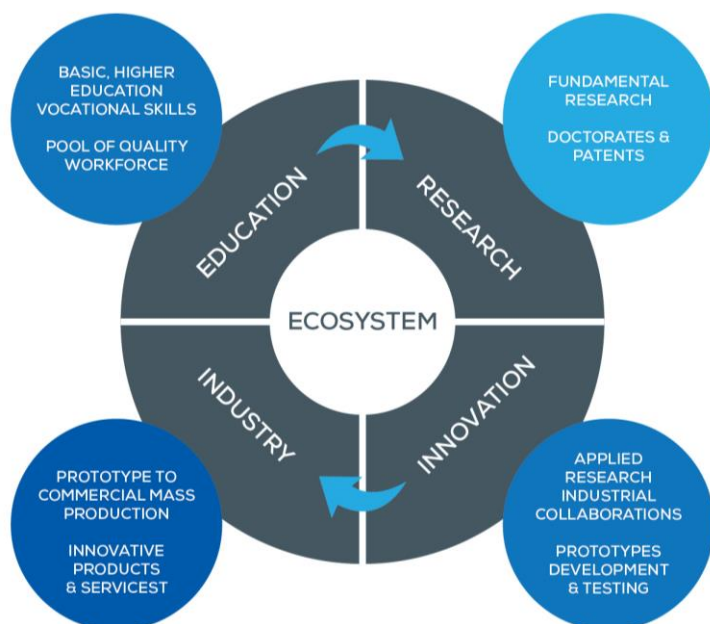 BASIC, HIGHER
EDUCATION
VOCATIONAL SKILLS
POOL OF QUALITY
WORKFORCE
FUNDAMENTAL
RESEARCH
DOCTORATES &
PATENTS
EDUCATION
RESEARCH
ECOSYSTEM
INDUSTRY
INNOVATION
PROTOTYPE TO
COMMERCIAL MASS
PRODUCTION
INNOVATIVE
PRODUCTS
& SERVICEST
APPLIED
RESEARCH
INDUSTRIAL
COLLABORATIONS
PROTOTYPES
DEVELOPMENT
& TESTING